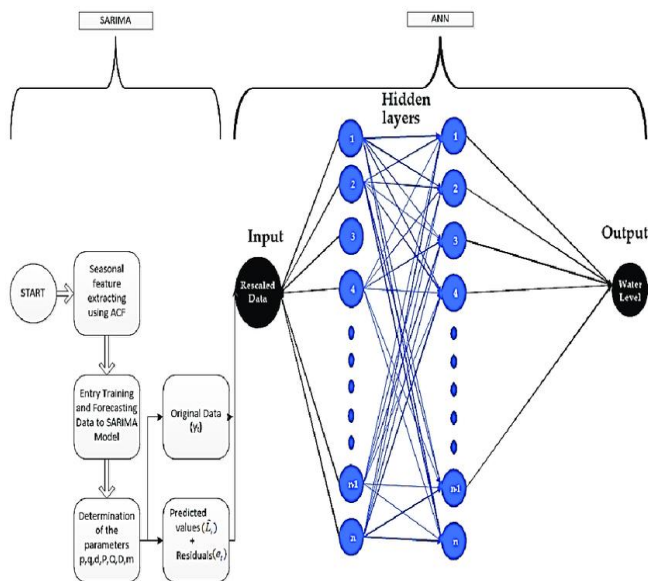 SARIMA
ANN
Hidden
layers
1
1
2
2
Input
3
3
Output
START
Seasonal
feature
extracting
using ACF
Rescaled
Data
4
4
Water
Level
Entry Training
and Forecasting
Data to SARIMA
Model
Original Data
{yₜ}
n-1
n-1
Determination
of the
parameters
p,q,d,P,Q,D,m
Predicted
values(L̂ₜ)
+
Residuals(eₜ)
n
n